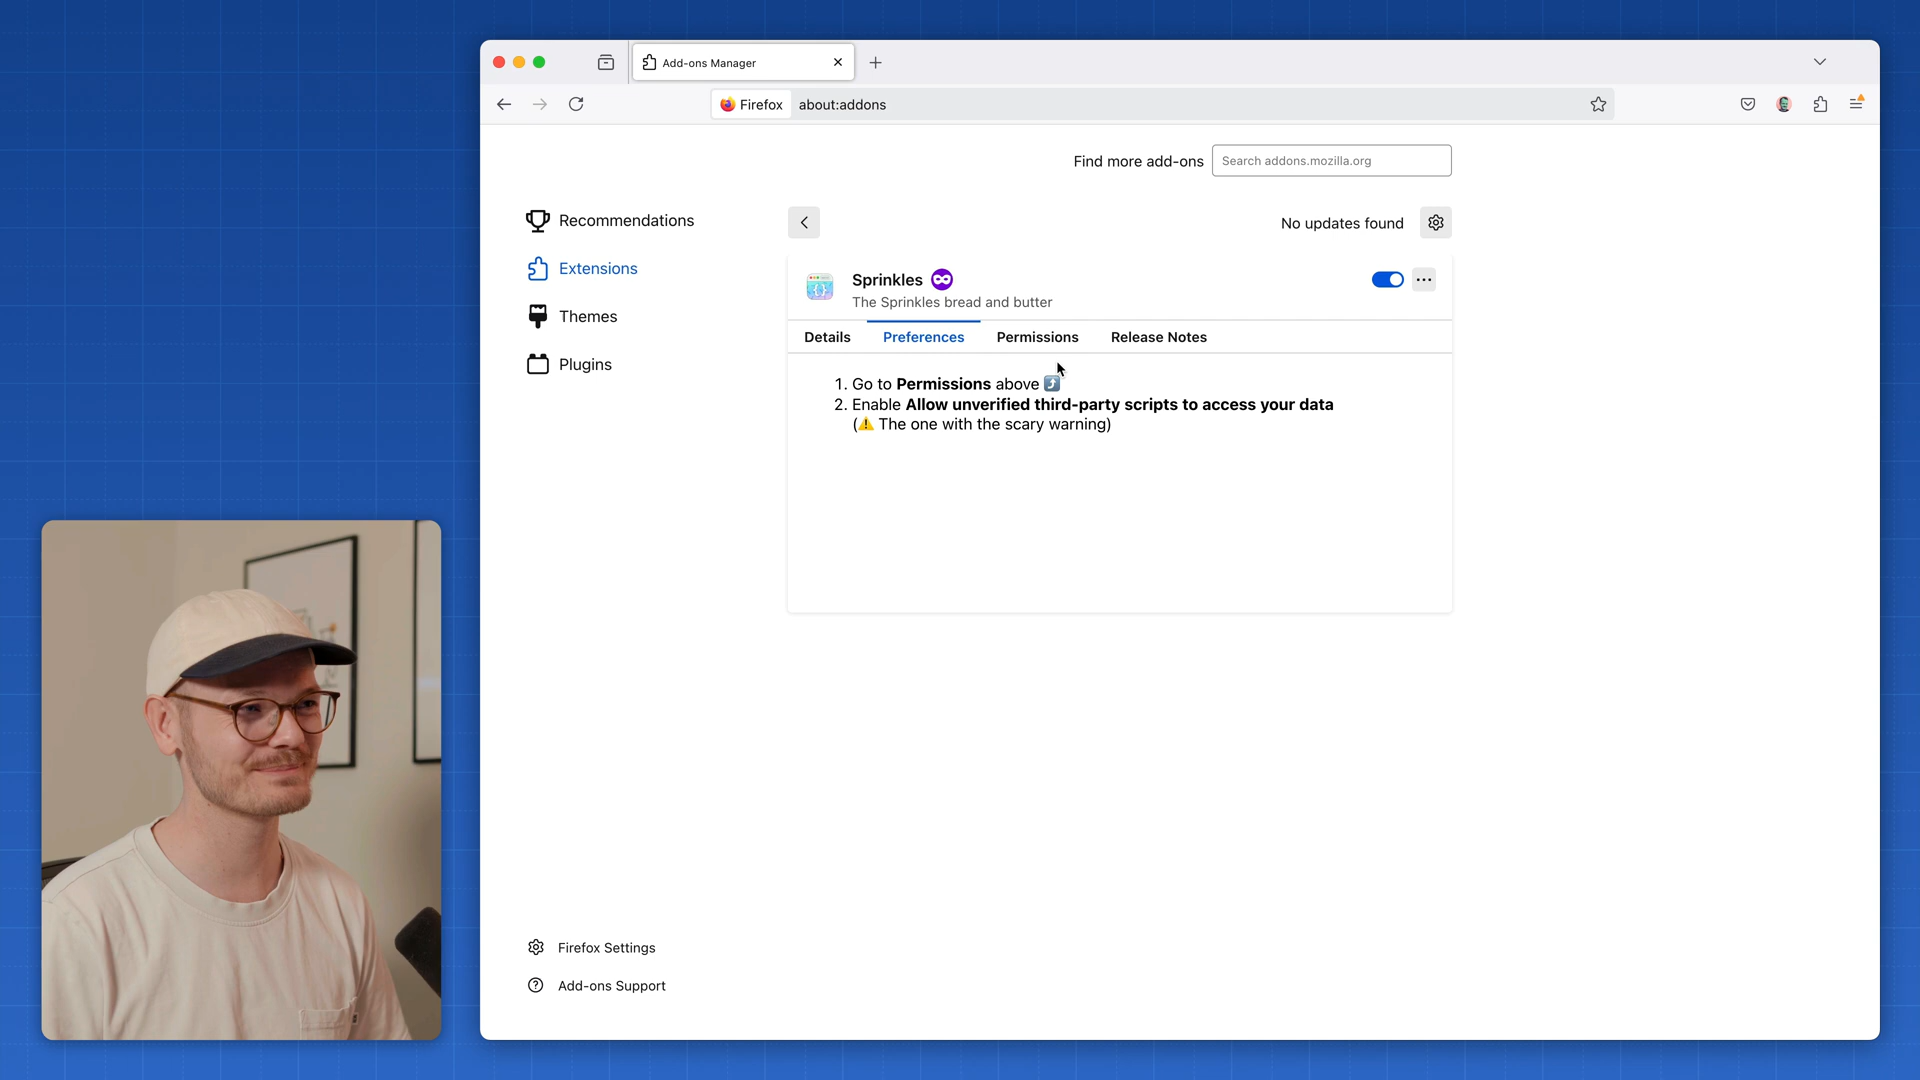 Add-ons Manager
Firefox about:addons
Find more add-ons Search addons.mozilla.org
Recommendations
Extensions
Themes
Plugins
No updates found
Sprinkles
The Sprinkles bread and butter
Details Preferences Permissions Release Notes
1. Go to Permissions above ⤴️
2. Enable Allow unverified third-party scripts to access your data
(⚠️ The one with the scary warning)
Firefox Settings
Add-ons Support